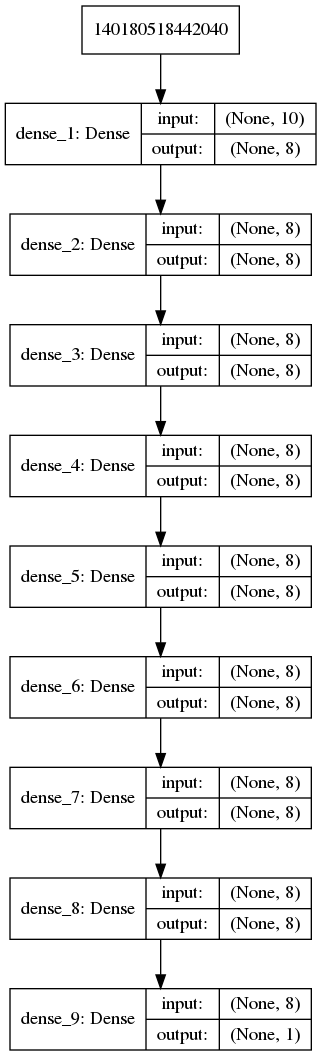 140180518442040
dense_1: Dense
input:
(None, 10)
output:
(None, 8)
dense_2: Dense
input:
(None, 8)
output:
(None, 8)
dense_3: Dense
input:
(None, 8)
output:
(None, 8)
dense_4: Dense
input:
(None, 8)
output:
(None, 8)
dense_5: Dense
input:
(None, 8)
output:
(None, 8)
dense_6: Dense
input:
(None, 8)
output:
(None, 8)
dense_7: Dense
input:
(None, 8)
output:
(None, 8)
dense_8: Dense
input:
(None, 8)
output:
(None, 8)
dense_9: Dense
input:
(None, 8)
output:
(None, 1)